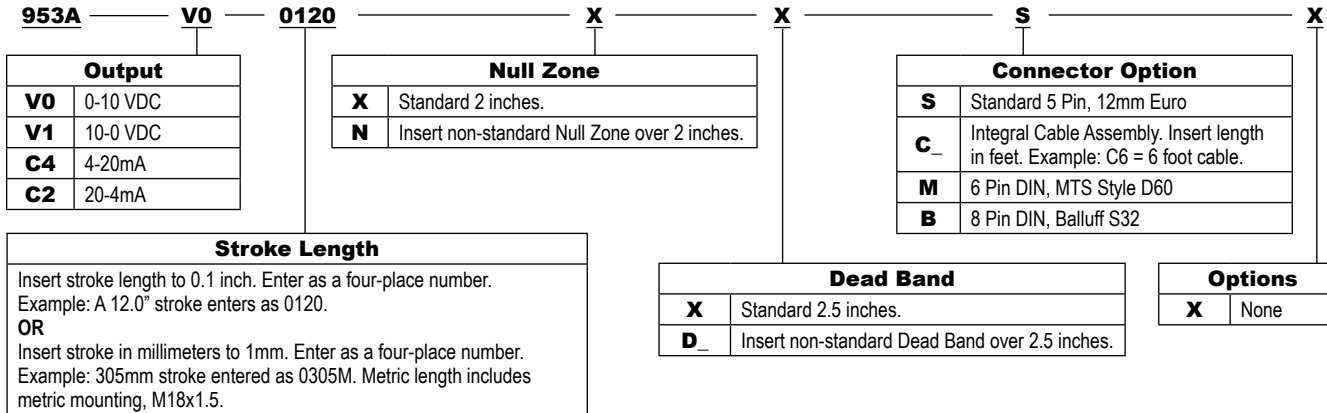 953A V0 0120 X X S X
Output
V0 0-10 VDC
V1 10-0 VDC
C4 4-20mA
C2 20-4mA
Null Zone
X Standard 2 inches.
N Insert non-standard Null Zone over 2 inches.
Connector Option
S Standard 5 Pin, 12mm Euro
C_ Integral Cable Assembly. Insert length
in feet. Example: C6 = 6 foot cable.
M 6 Pin DIN, MTS Style D60
B 8 Pin DIN, Balluff S32
Stroke Length
Insert stroke length to 0.1 inch. Enter as a four-place number.
Example: A 12.0” stroke enters as 0120.
OR
Insert stroke in millimeters to 1mm. Enter as a four-place number.
Example: 305mm stroke entered as 0305M. Metric length includes
metric mounting, M18x1.5.
Dead Band
X Standard 2.5 inches.
D_ Insert non-standard Dead Band over 2.5 inches.
Options
X None